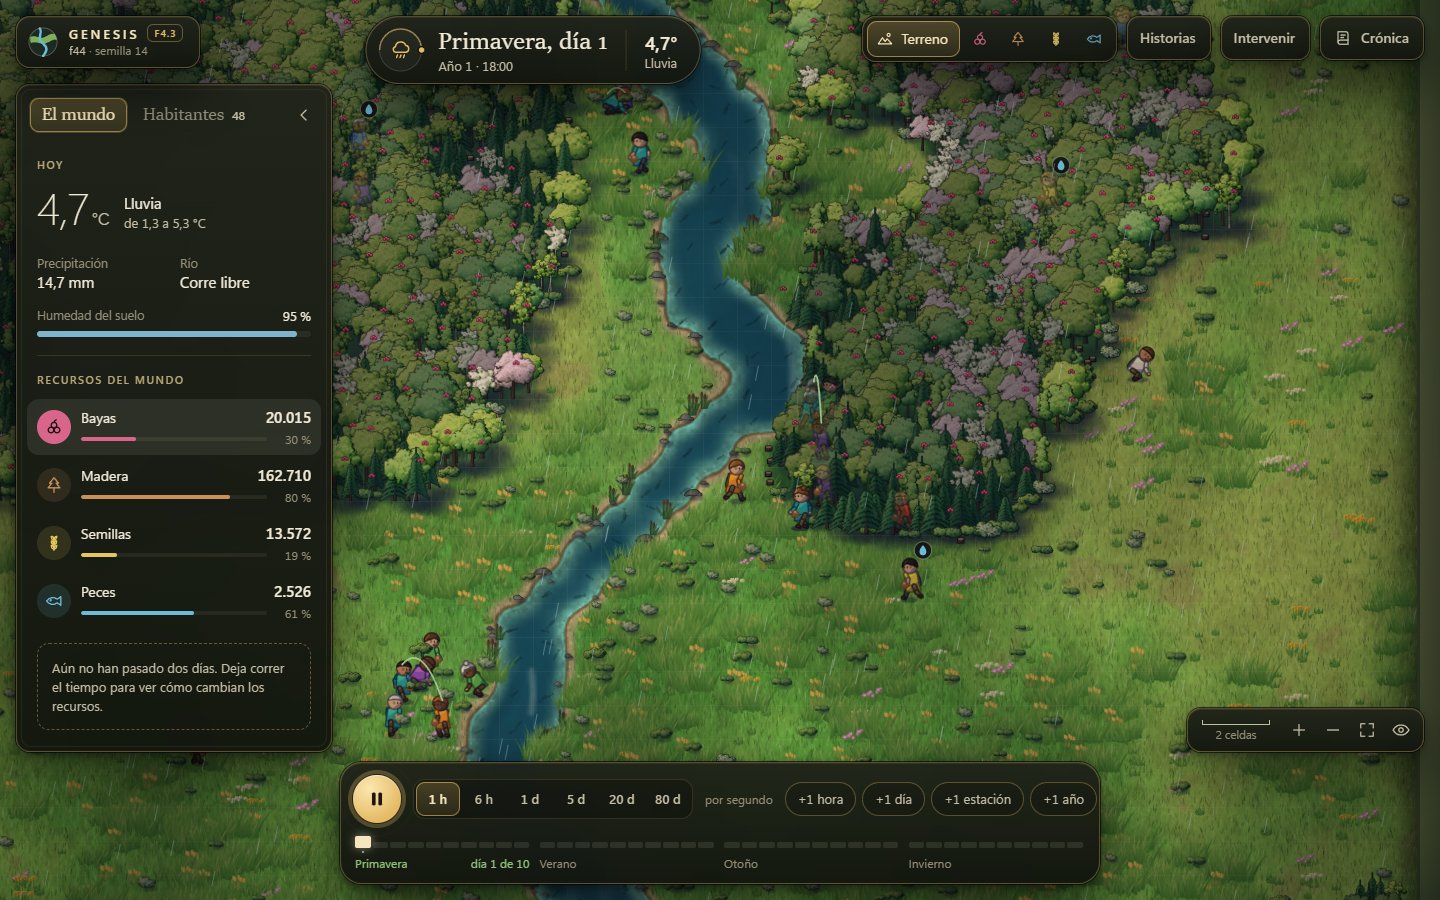 GENESIS F4.3
f44 · semilla 14
Primavera, día 1
Año 1 · 18:00
4,7°
Lluvia
Terreno
Historias
Intervenir
Crónica
El mundo
Habitantes 48
HOY
4,7 °C
Lluvia
de 1,3 a 5,3 °C
Precipitación
14,7 mm
Río
Corre libre
Humedad del suelo 95 %
RECURSOS DEL MUNDO
Bayas 20.015
30 %
Madera 162.710
80 %
Semillas 13.572
19 %
Peces 2.526
61 %
Aún no han pasado dos días. Deja correr
el tiempo para ver cómo cambian los
recursos.
2 celdas
1 h 6 h 1 d 5 d 20 d 80 d por segundo +1 hora +1 día +1 estación +1 año
Primavera día 1 de 10 Verano Otoño Invierno